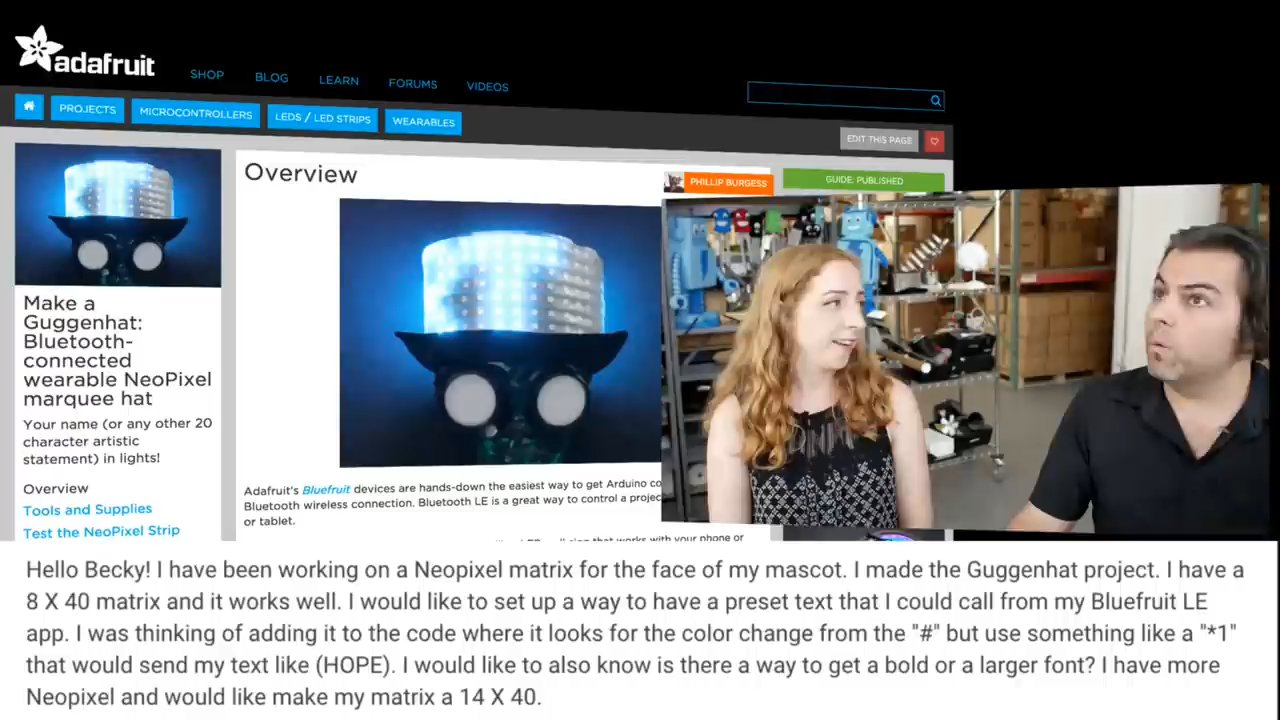 adafruit
SHOP BLOG LEARN FORUMS VIDEOS
PROJECTS MICROCONTROLLERS LEDS / LED STRIPS WEARABLES
EDIT THIS PAGE
Overview
PHILLIP BURGESS
GUIDE: PUBLISHED
Make a
Guggenhat:
Bluetooth-
connected
wearable NeoPixel
marquee hat
Your name (or any other 20
character artistic
statement) in lights!
Overview
Tools and Supplies
Test the NeoPixel Strip
Adafruit's Bluefruit devices are hands-down the easiest way to get Arduino co
Bluetooth wireless connection. Bluetooth LE is a great way to control a projec
or tablet.
that works with your phone or
Hello Becky! I have been working on a Neopixel matrix for the face of my mascot. I made the Guggenhat project. I have a
8 X 40 matrix and it works well. I would like to set up a way to have a preset text that I could call from my Bluefruit LE
app. I was thinking of adding it to the code where it looks for the color change from the "#" but use something like a "*1"
that would send my text like (HOPE). I would like to also know is there a way to get a bold or a larger font? I have more
Neopixel and would like make my matrix a 14 X 40.